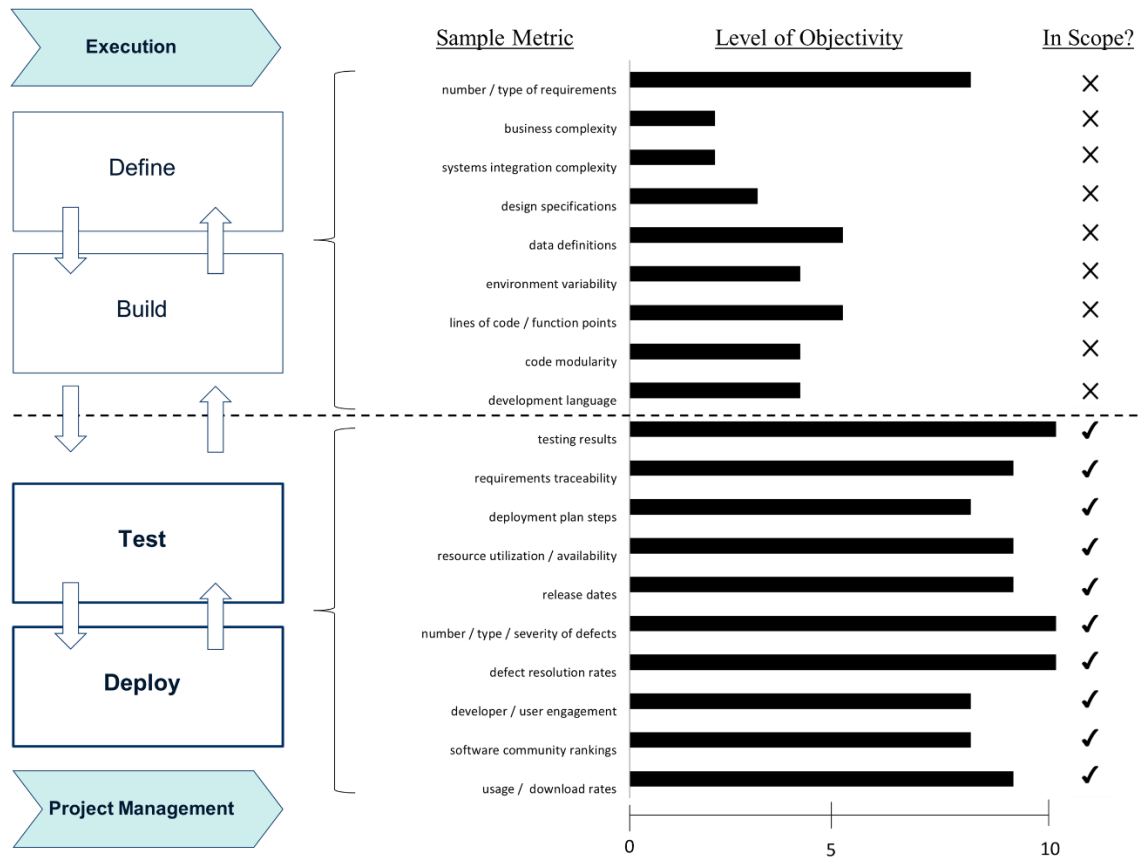 Execution
Sample Metric
Level of Objectivity
In Scope?
Define
Build
number / type of requirements
business complexity
systems integration complexity
design specifications
data definitions
environment variability
lines of code / function points
code modularity
development language
Test
Deploy
testing results
requirements traceability
deployment plan steps
resource utilization / availability
release dates
number / type / severity of defects
defect resolution rates
developer / user engagement
software community rankings
usage / download rates
Project Management
0
5
10